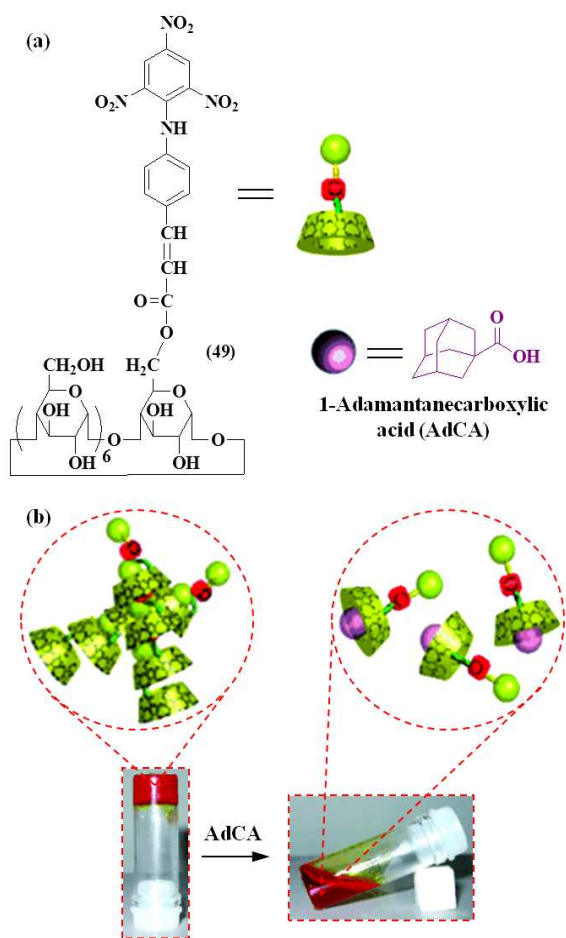 (a)
NO₂
O₂N
NO₂
NH
CH
CH
O=C
O
(49)
H₂C
CH₂OH
O
O
OH
OH
OH
6
O
O
OH
O
OH
1-Adamantanecarboxylic
acid (AdCA)
(b)
AdCA